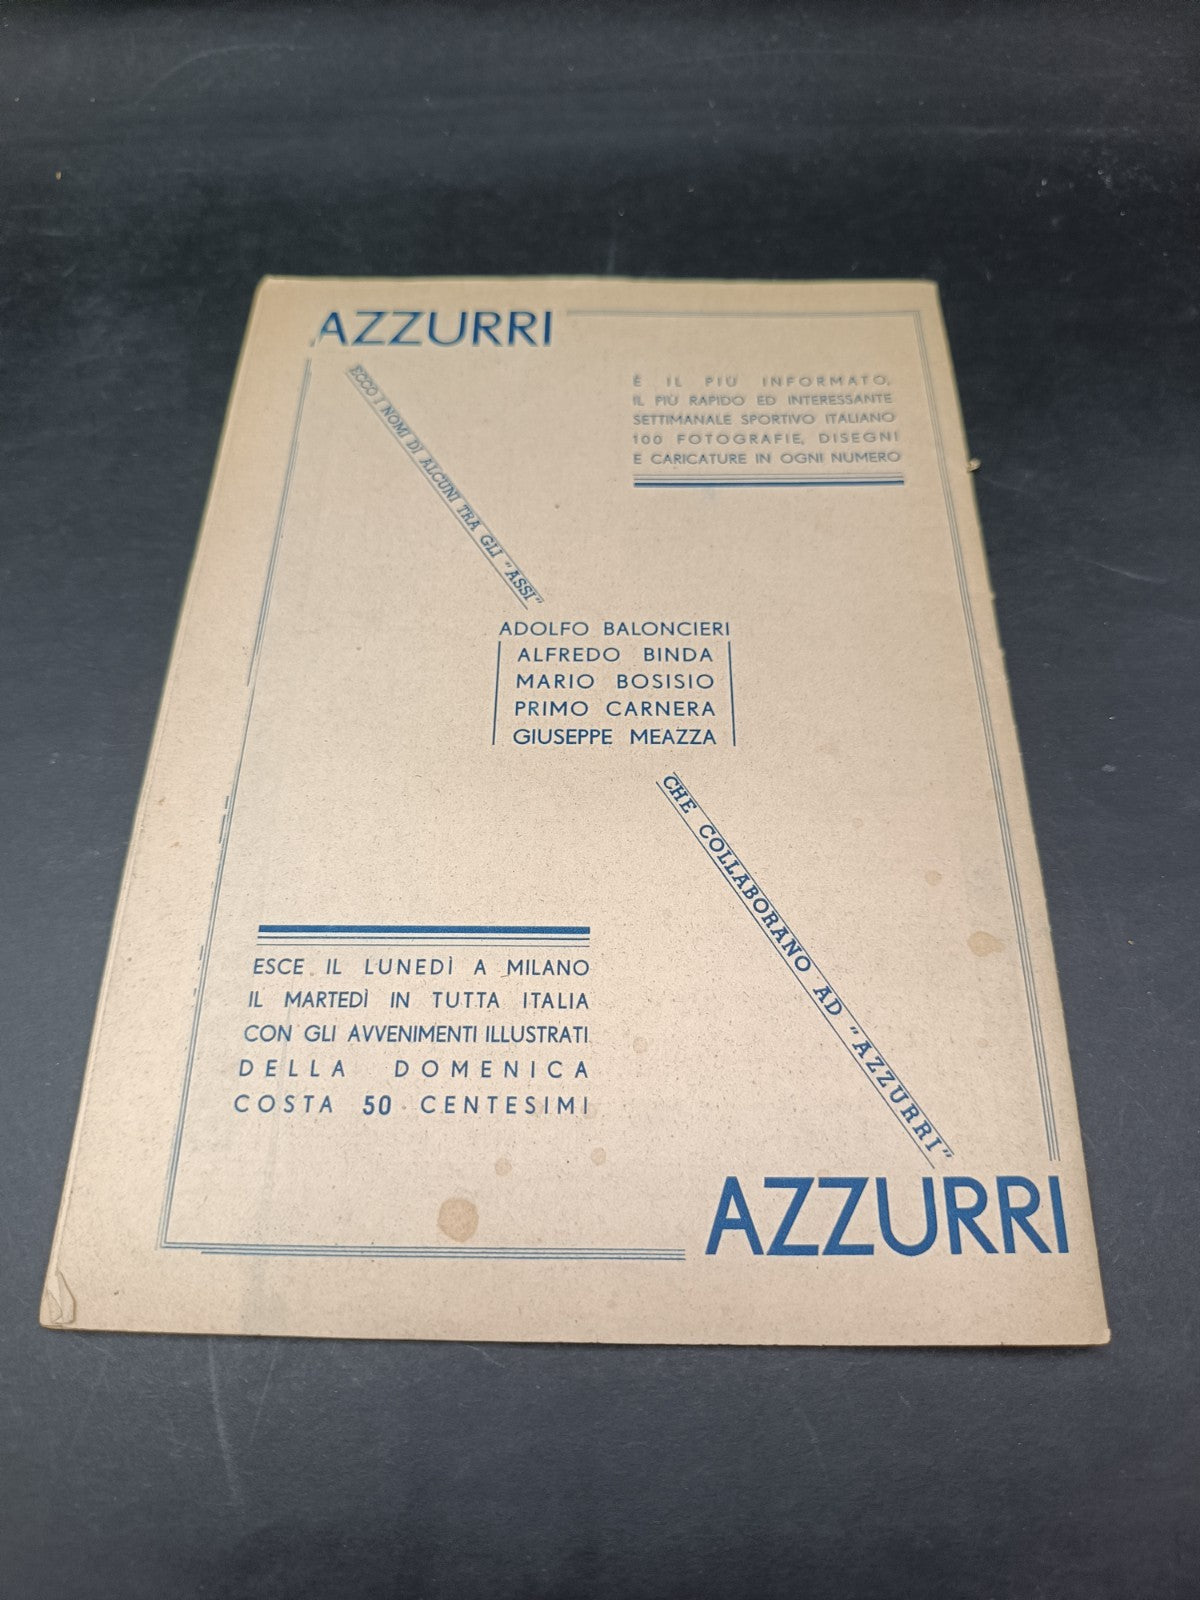 AZZURRI
È IL PIÙ INFORMATO,
IL PIÙ RAPIDO ED INTERESSANTE
SETTIMANALE SPORTIVO ITALIANO
100 FOTOGRAFIE, DISEGNI
E CARICATURE IN OGNI NUMERO
ECCO I NOMI DI ALCUNI TRA GLI "ASSI"
ADOLFO BALONCIERI
ALFREDO BINDA
MARIO BOSISIO
PRIMO CARNERA
GIUSEPPE MEAZZA
CHE COLLABORANO AD "AZZURRI"
ESCE IL LUNEDÌ A MILANO
IL MARTEDÌ IN TUTTA ITALIA
CON GLI AVVENIMENTI ILLUSTRATI
DELLA DOMENICA
COSTA 50 CENTESIMI
AZZURRI